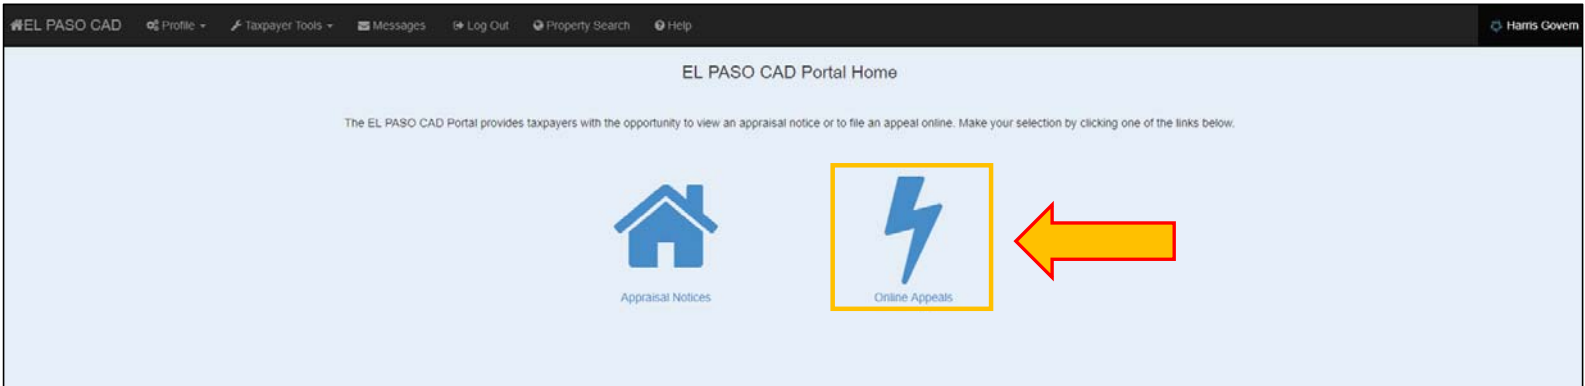 EL PASO CAD Profile Taxpayer Tools Messages Log Out Property Search Help Harris Govern
EL PASO CAD Portal Home
The EL PASO CAD Portal provides taxpayers with the opportunity to view an appraisal notice or to file an appeal online. Make your selection by clicking one of the links below.
Appraisal Notices Online Appeals